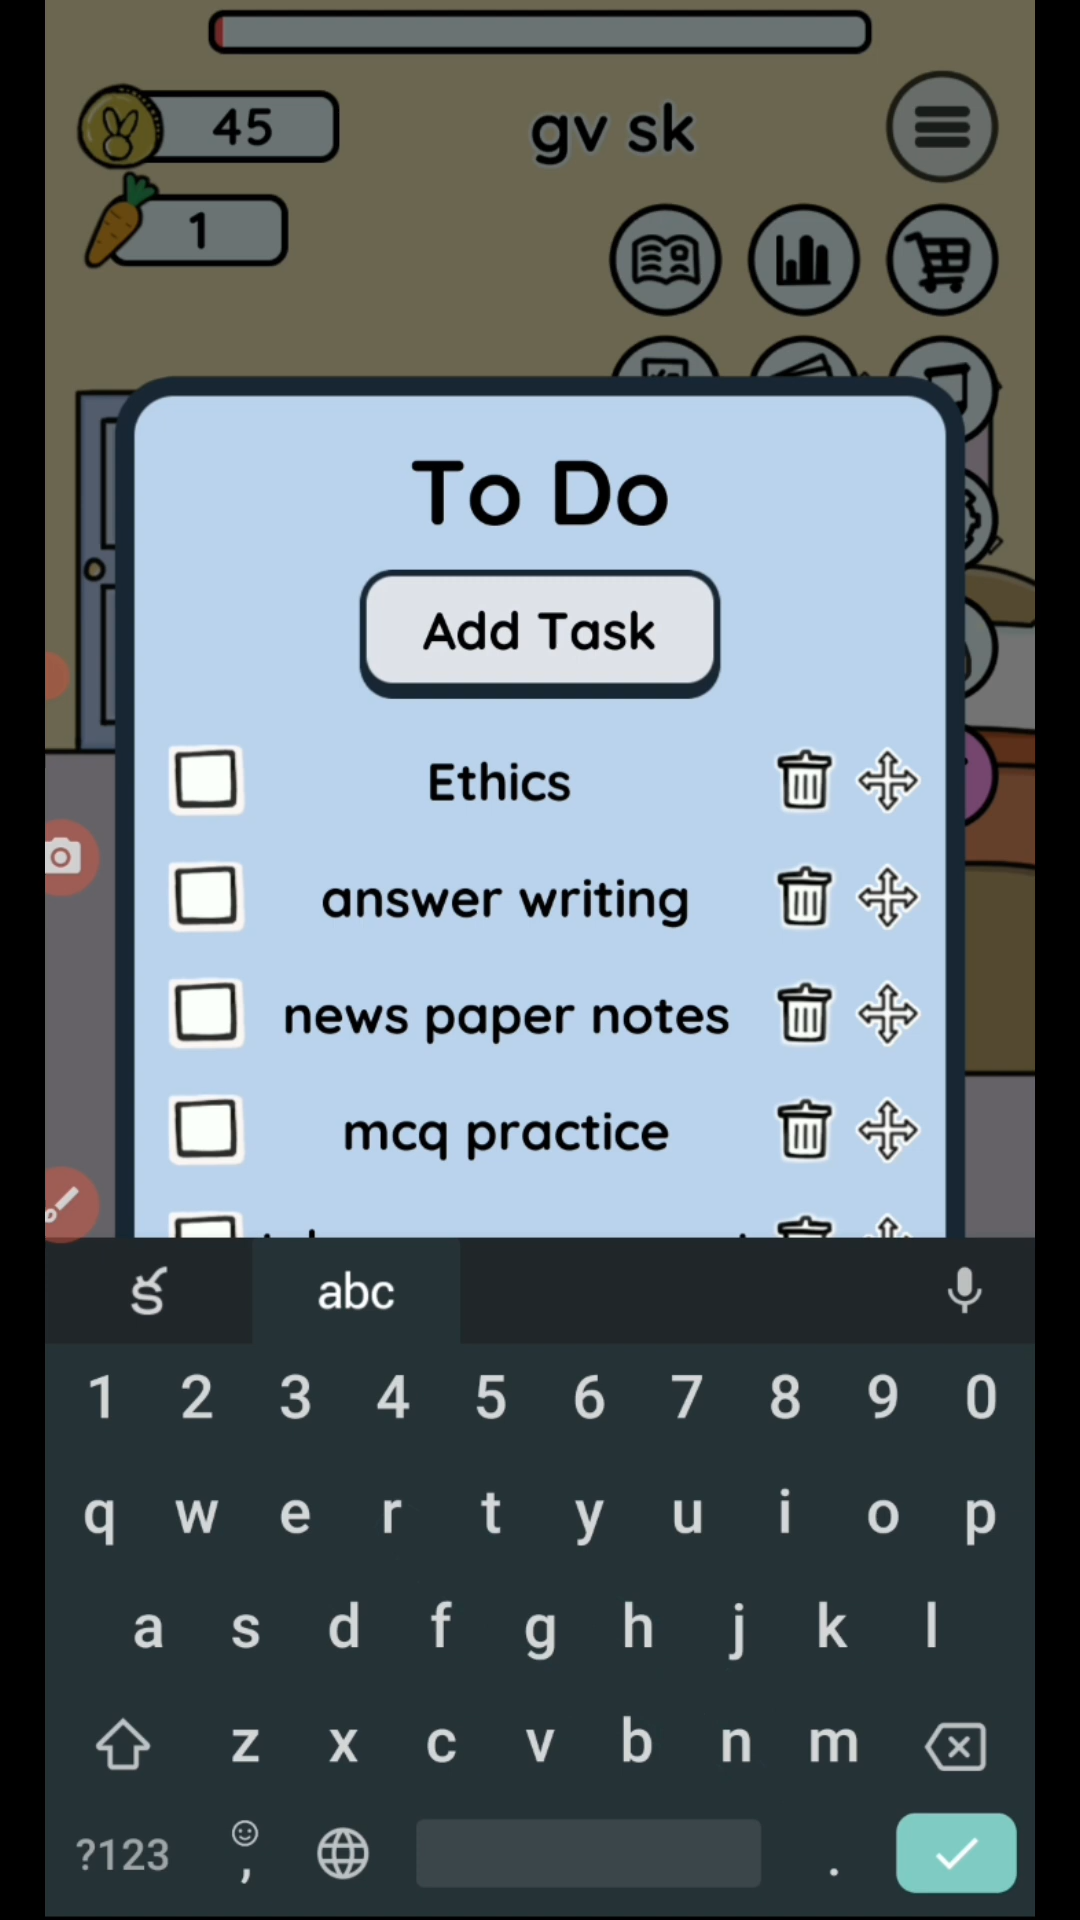 45
gv sk
1
To Do
Add Task
Ethics
answer writing
news paper notes
mcq practice
క abc
1 2 3 4 5 6 7 8 9 0
q w e r t y u i o p
a s d f g h j k l
z x c v b n m
?123 , .